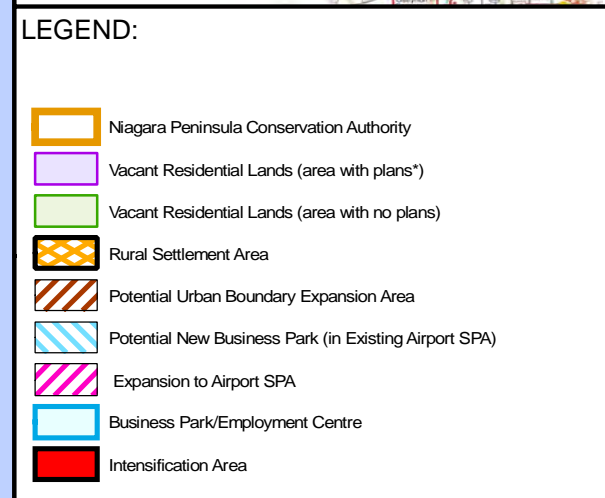 LEGEND:
Niagara Peninsula Conservation Authority
Vacant Residential Lands (area with plans*)
Vacant Residential Lands (area with no plans)
Rural Settlement Area
Potential Urban Boundary Expansion Area
Potential New Business Park (in Existing Airport SPA)
Expansion to Airport SPA
Business Park/Employment Centre
Intensification Area